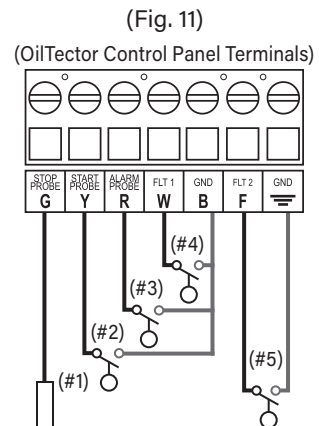 (Fig. 11)
(OilTector Control Panel Terminals)
STOP PROBE START PROBE ALARM PROBE FLT 1 GND FLT 2 GND
G Y R W B F
(#4)
(#3)
(#2)
(#1)
(#5)